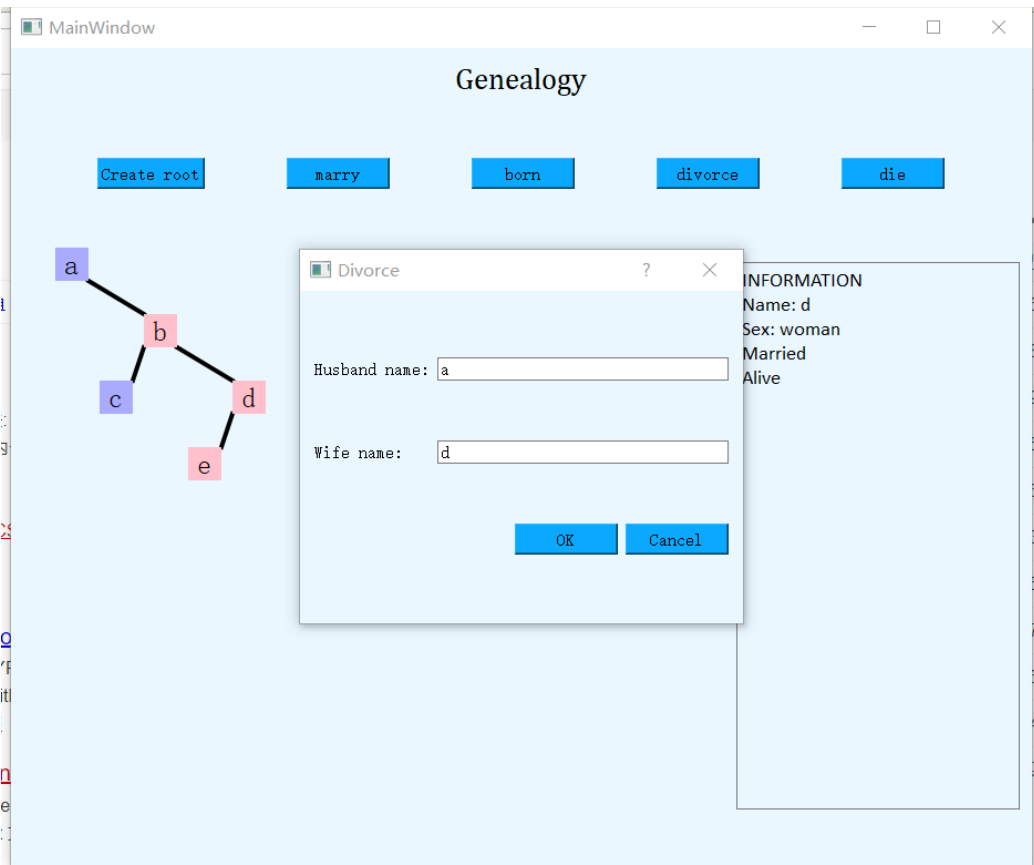 MainWindow
Genealogy
Create root
marry
born
divorce
die
a
b
c
d
e
Divorce
?
Husband name: a
Wife name: d
OK
Cancel
INFORMATION
Name: d
Sex: woman
Married
Alive